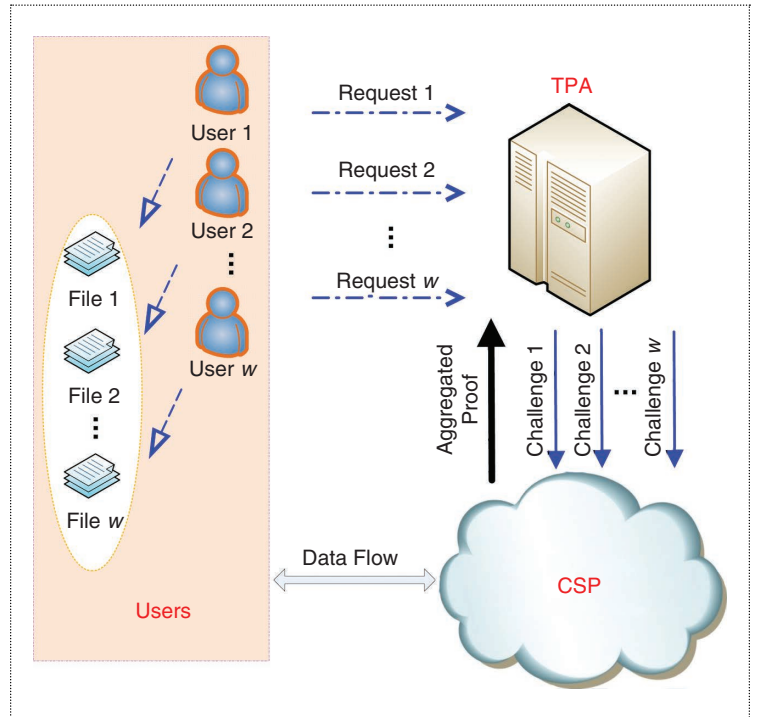 User 1
User 2
...
User w
File 1
File 2
...
File w
Users
Request 1
Request 2
...
Request w
TPA
Aggregated
Proof
Challenge 1
Challenge 2
...
Challenge w
Data Flow
CSP